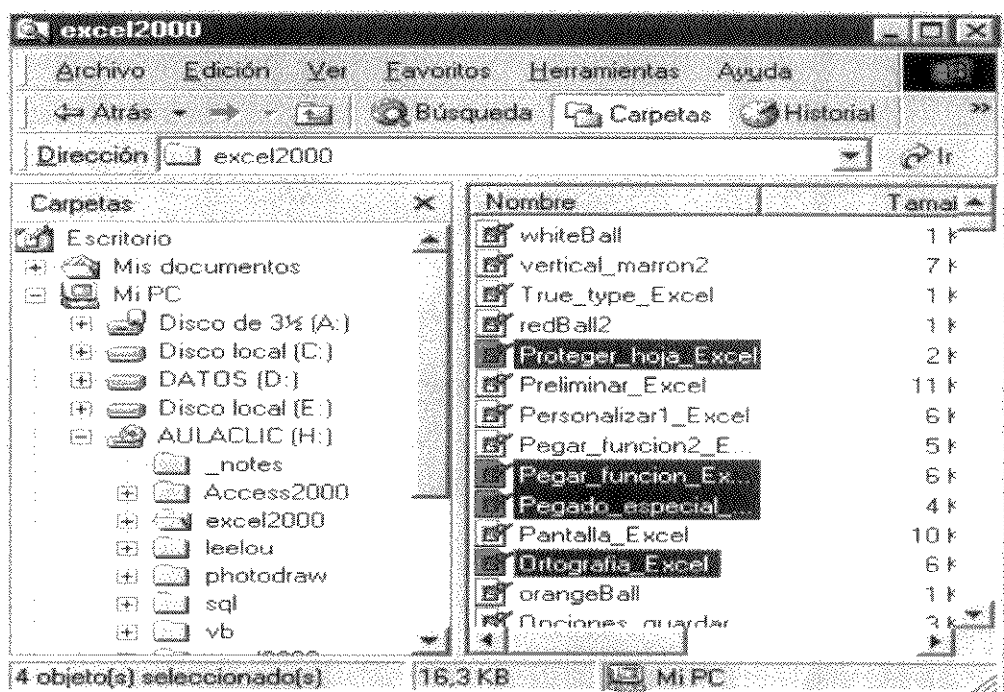 excel2000
Archivo Edición Ver Favoritos Herramientas Ayuda
Atrás Búsqueda Carpetas Historial »
Dirección excel2000 Ir
Carpetas
Escritorio
Mis documentos
Mi PC
Disco de 3½ (A:)
Disco local (C:)
DATOS (D:)
Disco local (E:)
AULACLIC (H:)
_notes
Access2000
excel2000
leelou
photodraw
sql
vb
Nombre Tamai
whiteBall 1 K
vertical_marron2 7 K
True_type_Excel 1 K
redBall2 1 K
Proteger_hoja_Excel 2 K
Preliminar_Excel 11 K
Personalizar1_Excel 6 K
Pegar_funcion2_E... 5 K
Pegar_funcion_Ex... 6 K
Pegado_especial_... 4 K
Pantalla_Excel 10 K
Ortografia_Excel 6 K
orangeBall 1 K
Opciones_guardar 3 K
4 objeto(s) seleccionado(s) 16,3 KB Mi PC